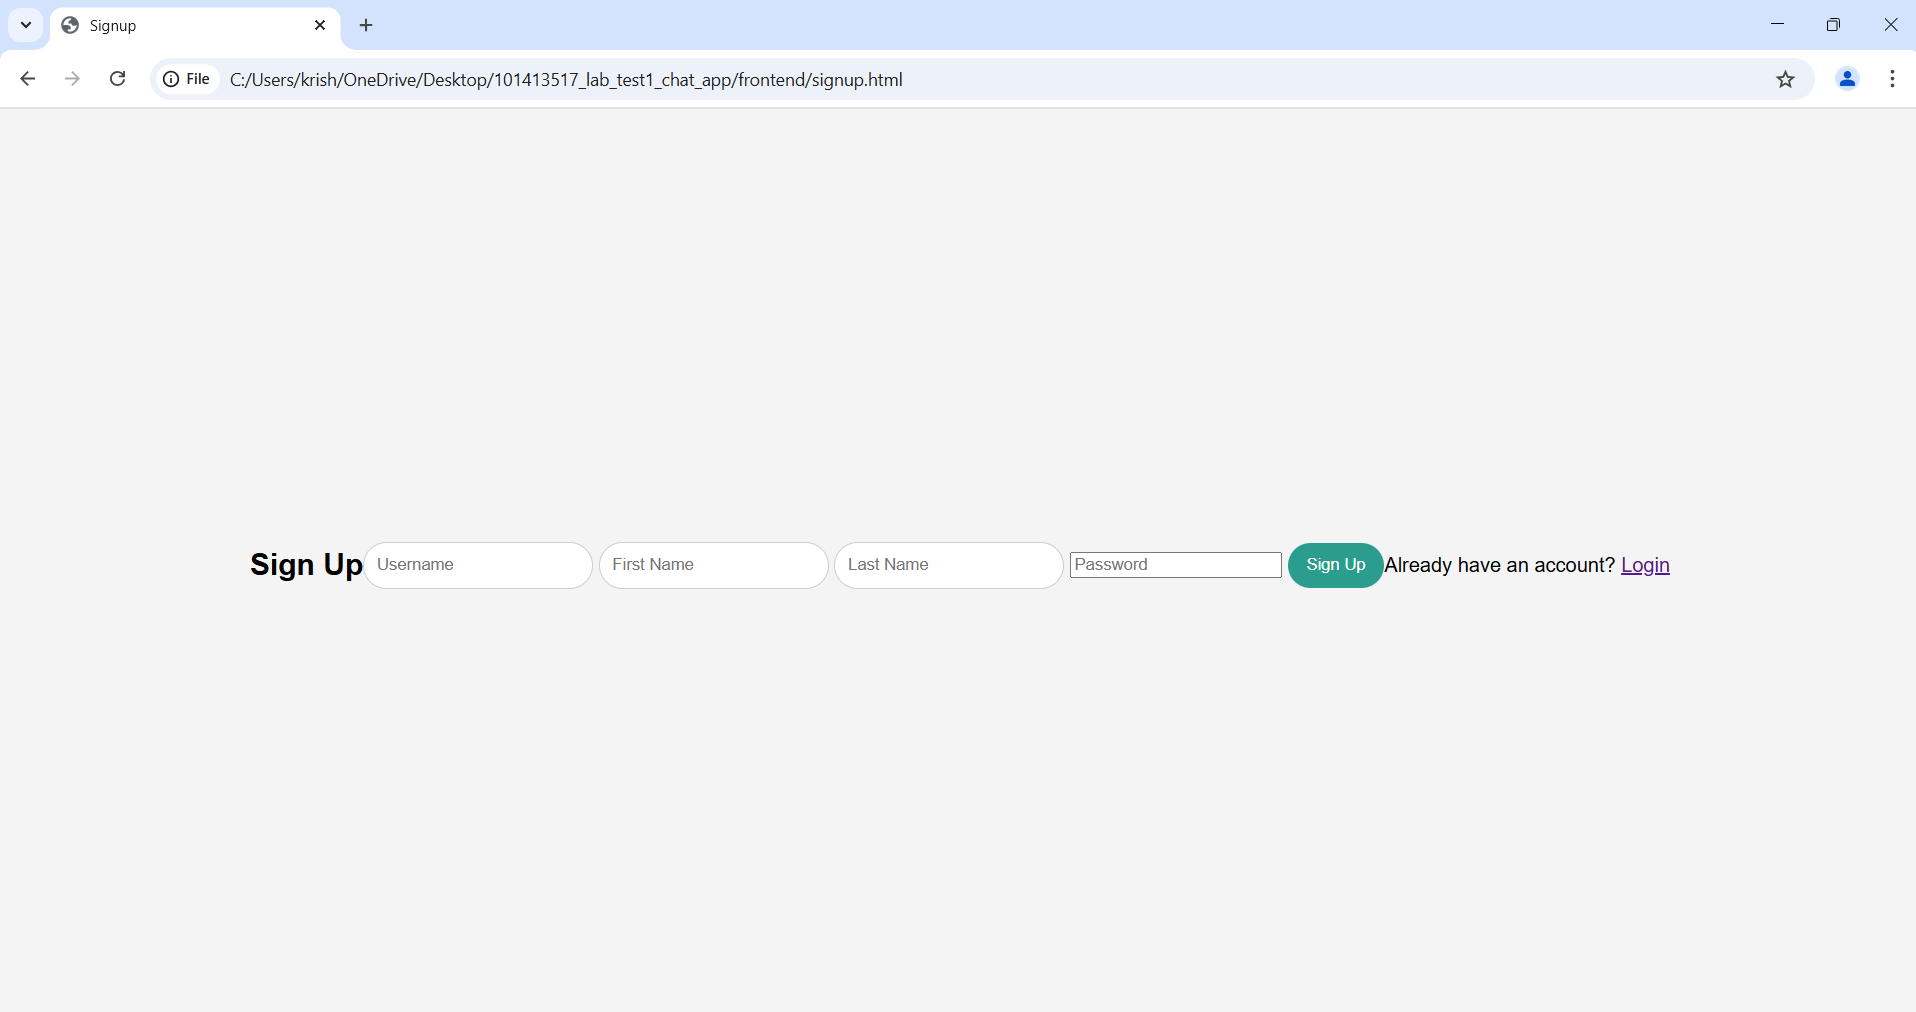 Signup
File C:/Users/krish/OneDrive/Desktop/101413517_lab_test1_chat_app/frontend/signup.html
Sign Up Username First Name Last Name Password Sign Up Already have an account? Login